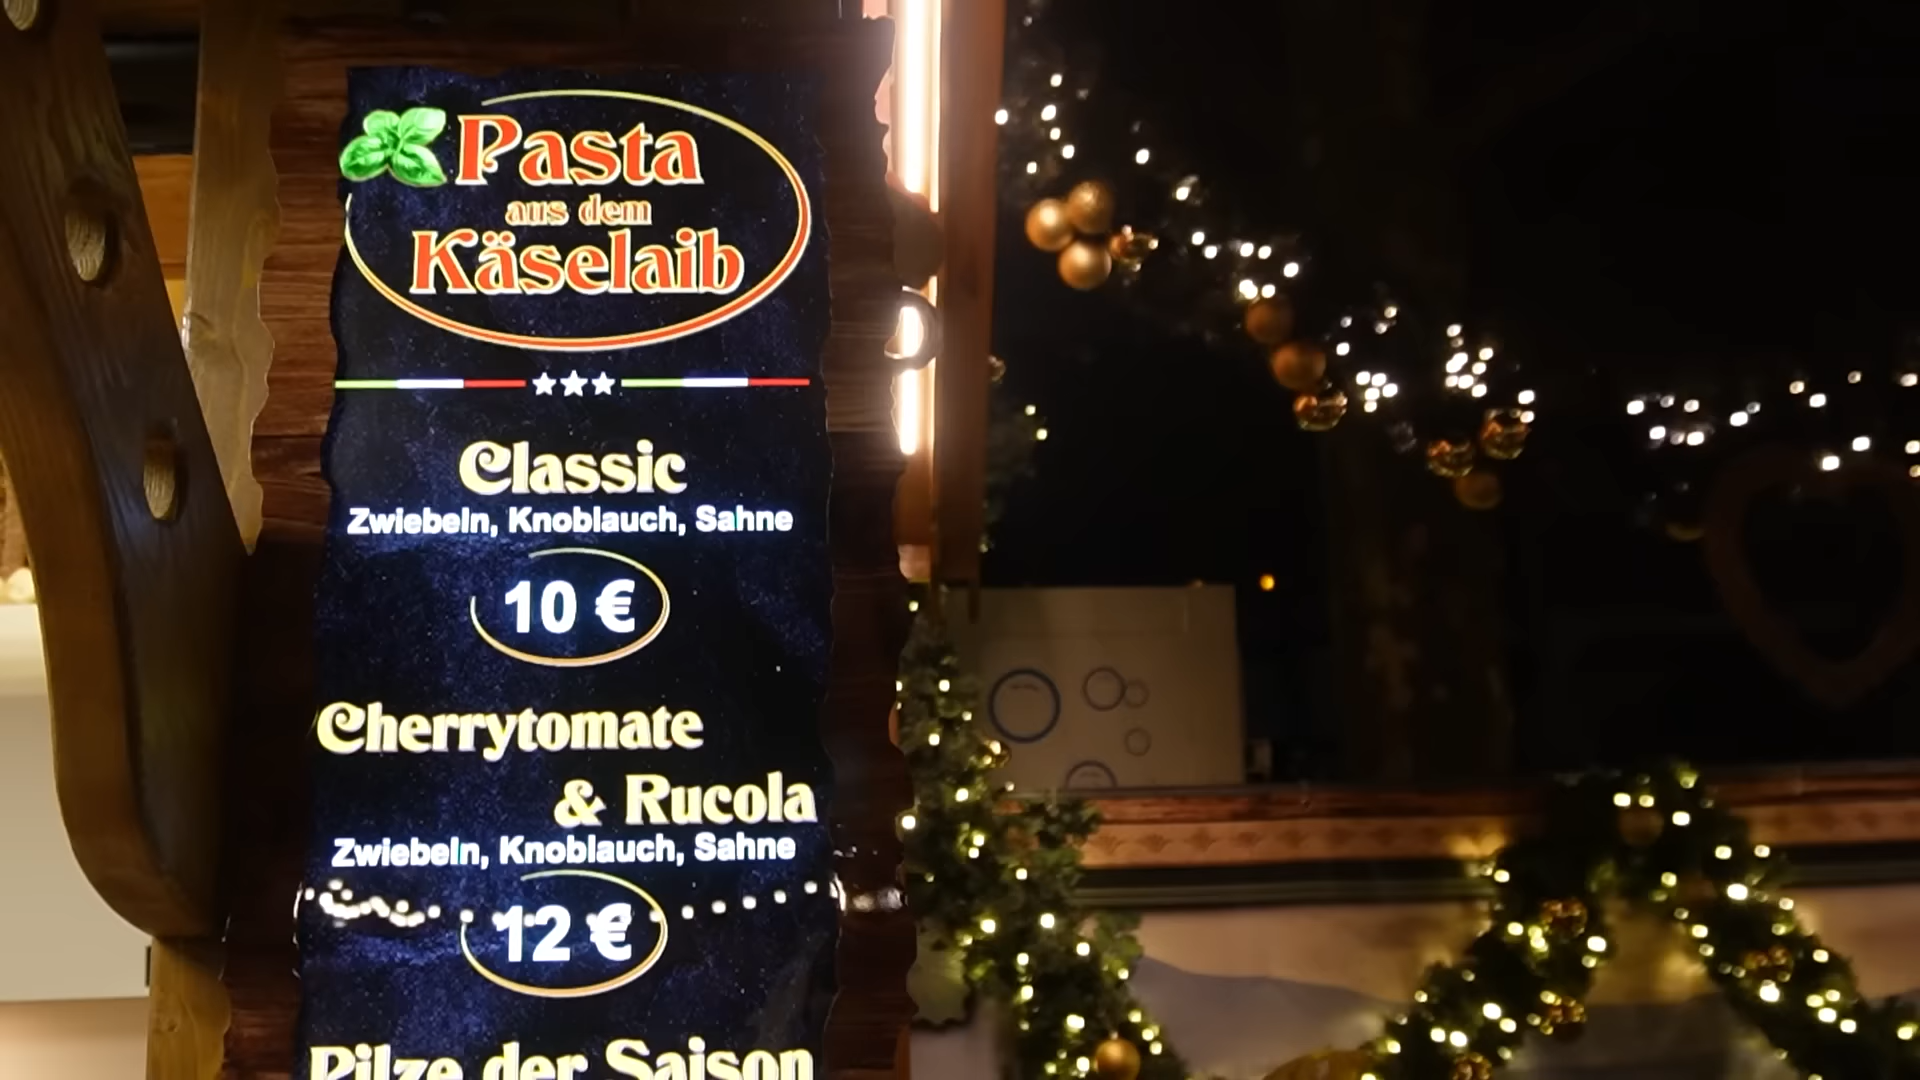 Pasta
aus dem
Käselaib
Classic
Zwiebeln, Knoblauch, Sahne
10 €
Cherrytomate
& Rucola
Zwiebeln, Knoblauch, Sahne
12 €
Pilze der Saison